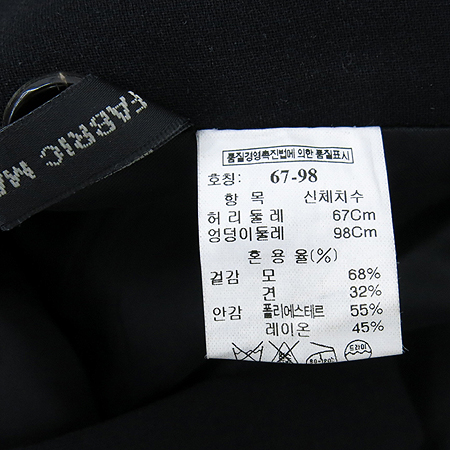 FABRIC
품질경영촉진법에 의한 품질표시
호칭: 67-98
항 목 신체치수
허리둘레 67Cm
엉덩이둘레 98Cm
혼용율(%)
겉감 모 68%
견 32%
안감 폴리에스테르 55%
레이온 45%
드라이